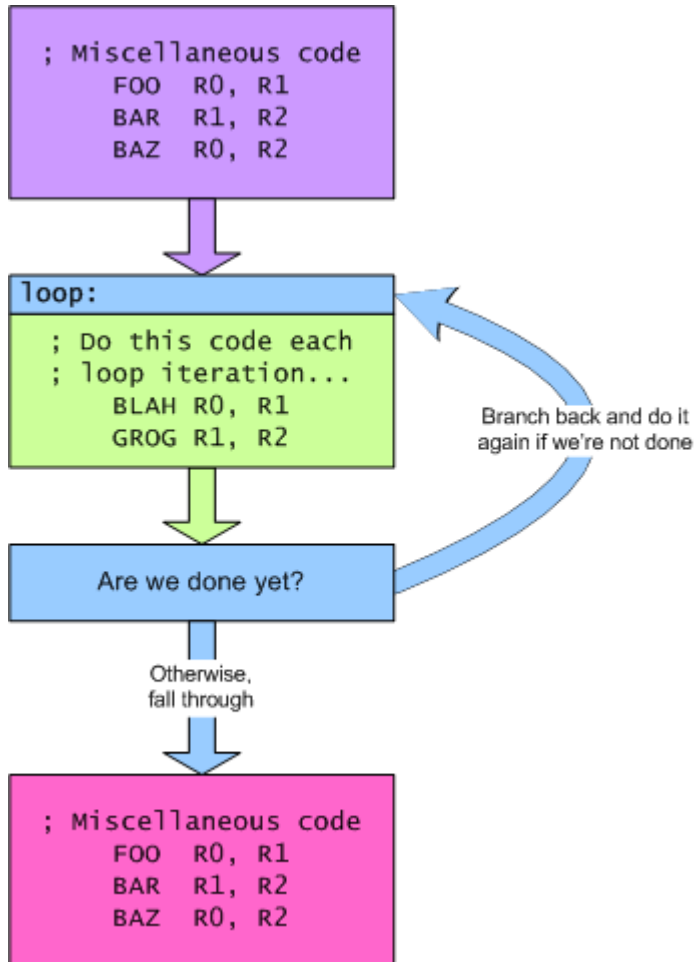 ; Miscellaneous code
FOO R0, R1
BAR R1, R2
BAZ R0, R2
loop:
; Do this code each
; loop iteration...
BLAH R0, R1
GROG R1, R2
Branch back and do it
again if we're not done
Are we done yet?
Otherwise,
fall through
; Miscellaneous code
FOO R0, R1
BAR R1, R2
BAZ R0, R2